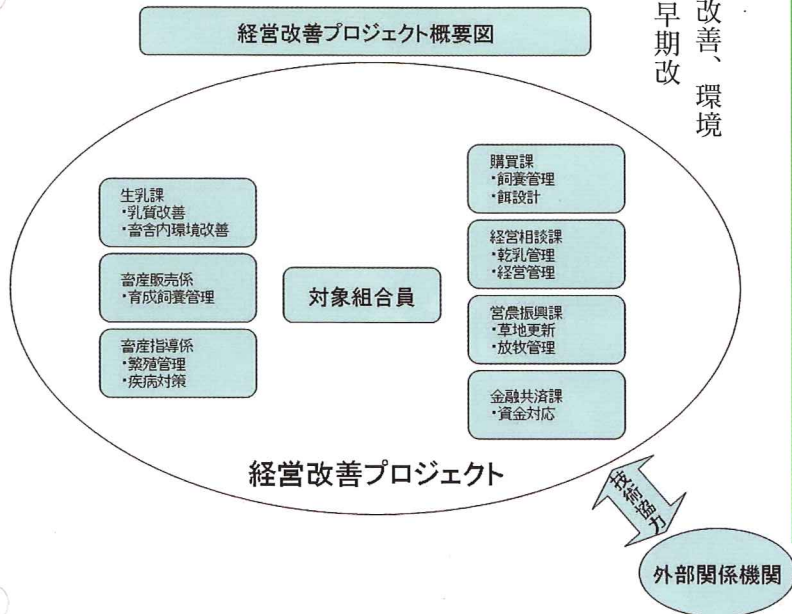 改善、環境
早期改
経営改善プロジェクト概要図
生乳課
・乳質改善
・畜舎内環境改善
畜産販売係
・育成飼養管理
畜産指導係
・繁殖管理
・疾病対策
対象組合員
購買課
・飼養管理
・餌設計
経営相談課
・乾乳管理
・経営管理
営農振興課
・草地更新
・放牧管理
金融共済課
・資金対応
経営改善プロジェクト
技術協力
外部関係機関